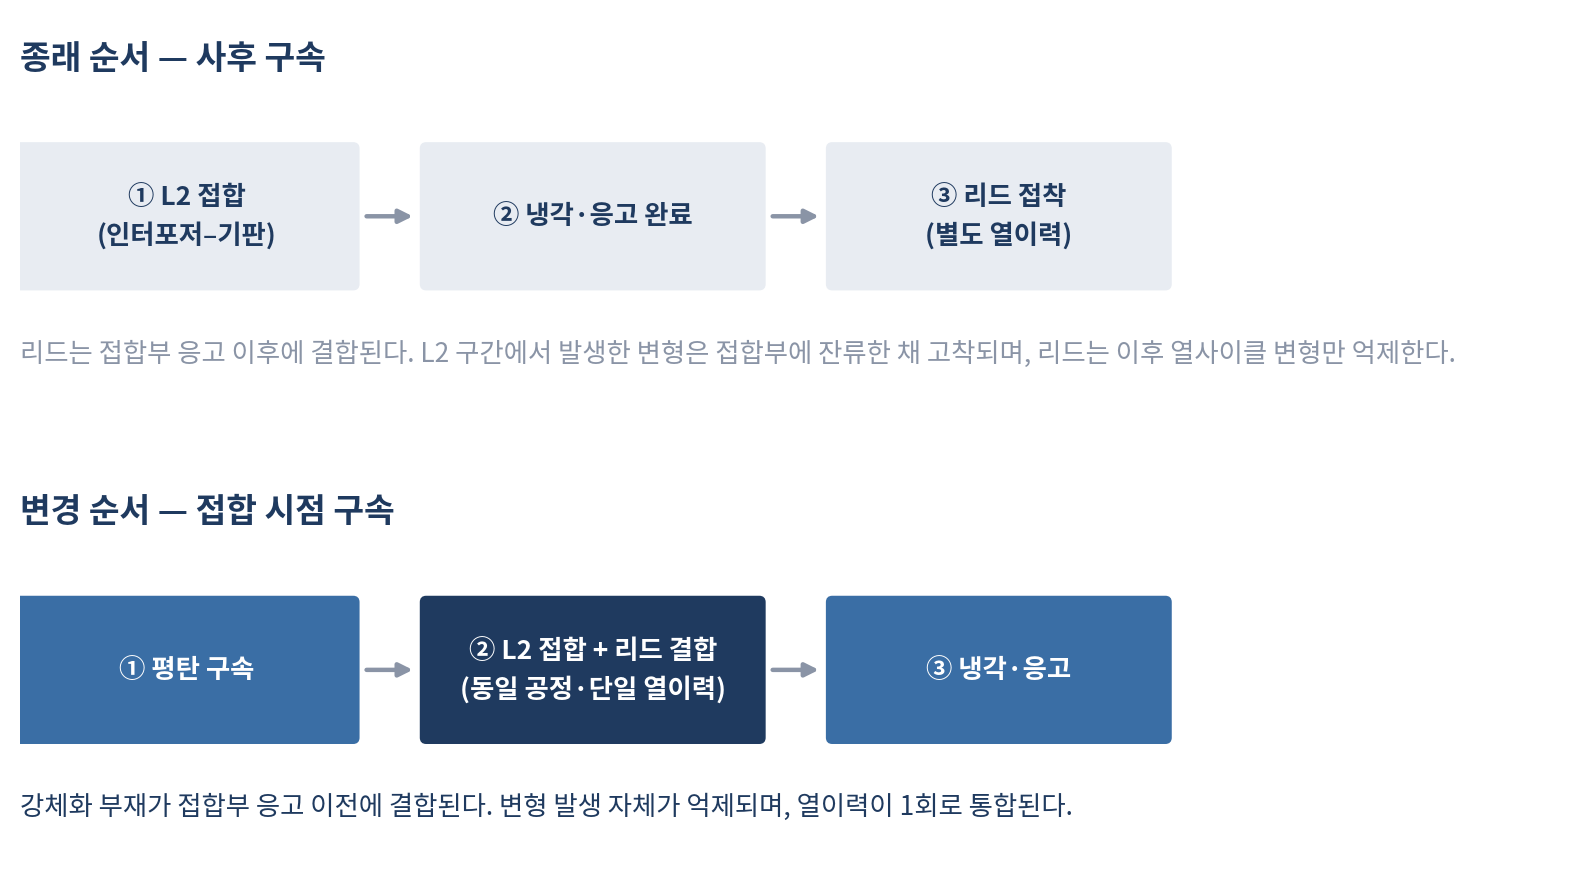 종래 순서 — 사후 구속
① L2 접합
(인터포저–기판)
② 냉각·응고 완료
③ 리드 접착
(별도 열이력)
리드는 접합부 응고 이후에 결합된다. L2 구간에서 발생한 변형은 접합부에 잔류한 채 고착되며, 리드는 이후 열사이클 변형만 억제한다.
변경 순서 — 접합 시점 구속
① 평탄 구속
② L2 접합 + 리드 결합
(동일 공정·단일 열이력)
③ 냉각·응고
강체화 부재가 접합부 응고 이전에 결합된다. 변형 발생 자체가 억제되며, 열이력이 1회로 통합된다.